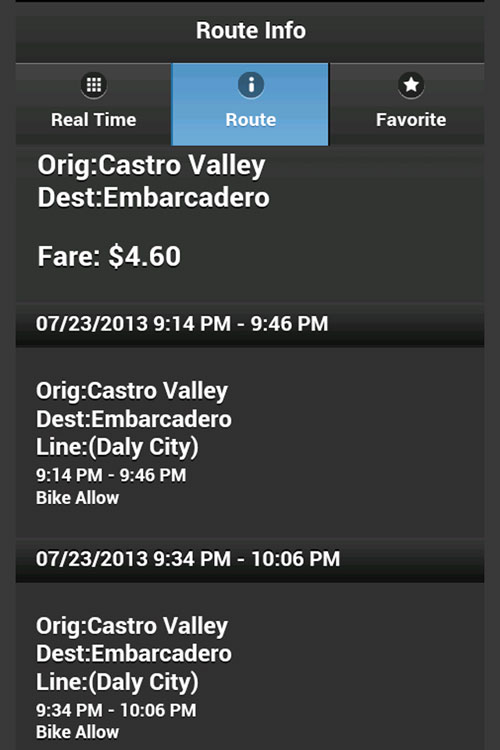 Route Info
Real Time
Route
Favorite
Orig:Castro Valley
Dest:Embarcadero
Fare: $4.60
07/23/2013 9:14 PM - 9:46 PM
Orig:Castro Valley
Dest:Embarcadero
Line:(Daly City)
9:14 PM - 9:46 PM
Bike Allow
07/23/2013 9:34 PM - 10:06 PM
Orig:Castro Valley
Dest:Embarcadero
Line:(Daly City)
9:34 PM - 10:06 PM
Bike Allow